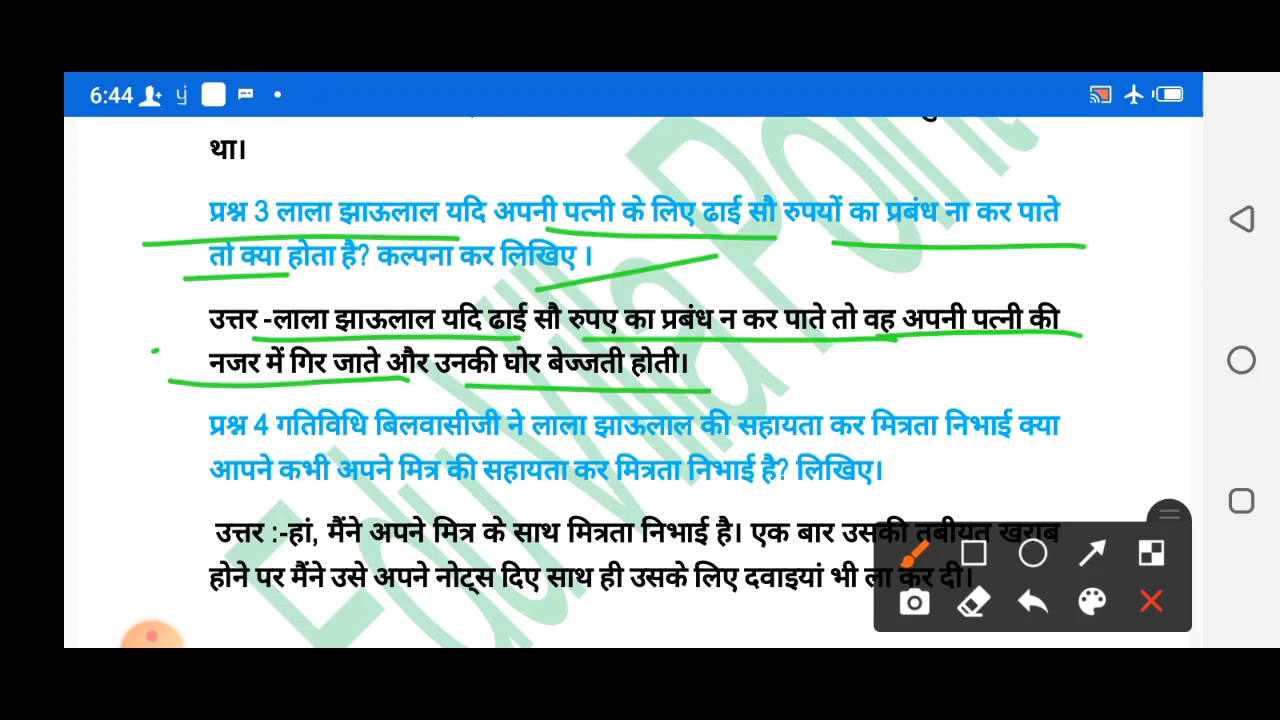 6:44
था।
प्रश्न 3 लाला झाऊलाल यदि अपनी पत्नी के लिए ढाई सौ रुपयों का प्रबंध ना कर पाते
तो क्या होता है? कल्पना कर लिखिए ।
उत्तर -लाला झाऊलाल यदि ढाई सौ रुपए का प्रबंध न कर पाते तो वह अपनी पत्नी की
नजर में गिर जाते और उनकी घोर बेज्जती होती।
प्रश्न 4 गतिविधि बिलवासीजी ने लाला झाऊलाल की सहायता कर मित्रता निभाई क्या
आपने कभी अपने मित्र की सहायता कर मित्रता निभाई है? लिखिए।
उत्तर :-हां, मैंने अपने मित्र के साथ मित्रता निभाई है। एक बार उसकी तबीयत खराब
होने पर मैंने उसे अपने नोट्स दिए साथ ही उसके लिए दवाइयां भी ला कर दी।
Edu Villa Point